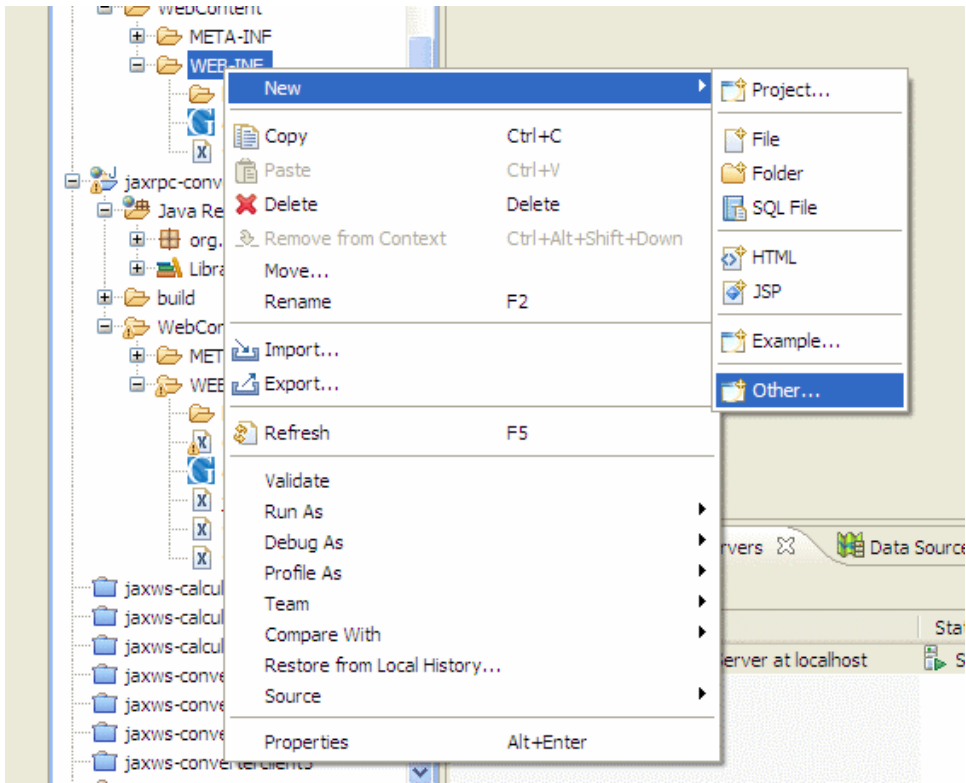 WebContent
META-INF
WEB-INF
New
Project...
Copy Ctrl+C
File
Paste Ctrl+V
Folder
jaxrpc-conv
Delete Delete
SQL File
Java Re
Remove from Context Ctrl+Alt+Shift+Down
org.
HTML
Libra
Move...
JSP
build
Rename F2
WebCor
Example...
MET
Import...
WEB
Export...
Other...
Refresh F5
Validate
Run As
Debug As
rvers
Data Source
Profile As
jaxws-calcul
Team
jaxws-calcul
Stat
Compare With
jaxws-calcul
Restore from Local History...
erver at localhost
S
jaxws-conve
Source
jaxws-conve
jaxws-conve
Properties Alt+Enter
jaxws-converterclient3